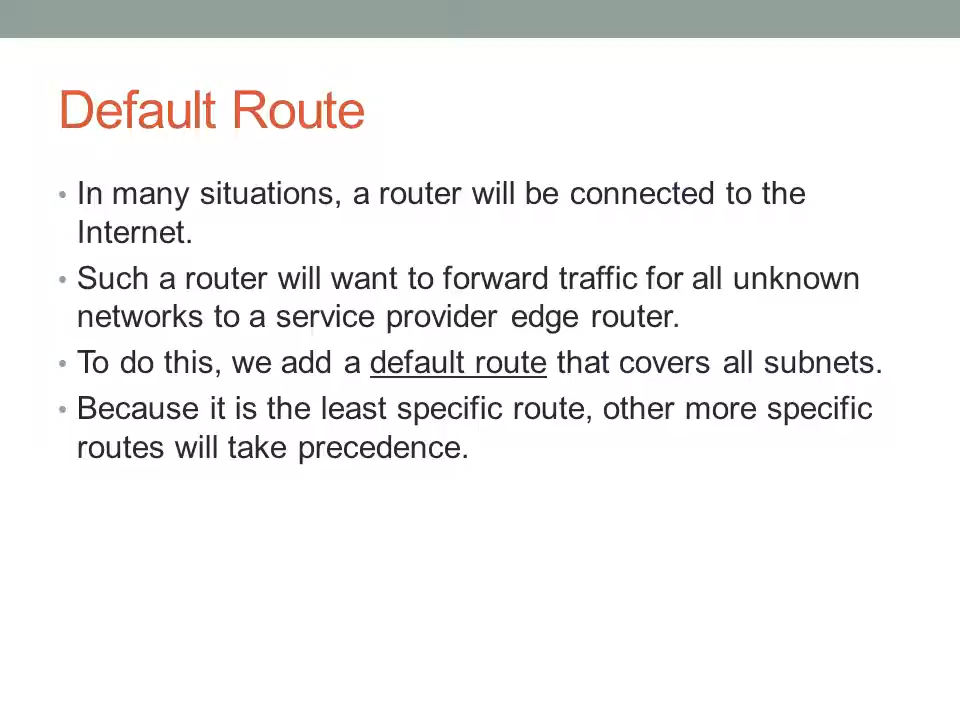 Default Route
• In many situations, a router will be connected to the
Internet.
• Such a router will want to forward traffic for all unknown
networks to a service provider edge router.
• To do this, we add a default route that covers all subnets.
• Because it is the least specific route, other more specific
routes will take precedence.